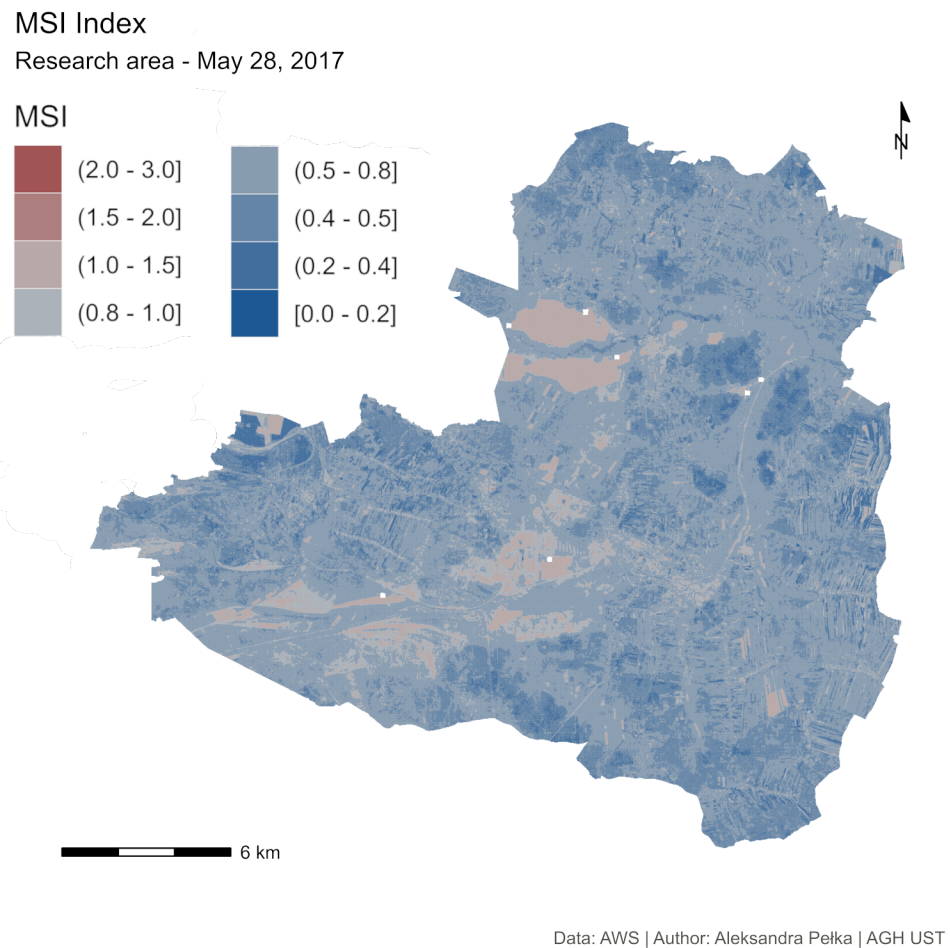 MSI Index
Research area - May 28, 2017
MSI
(2.0 - 3.0]
(1.5 - 2.0]
(1.0 - 1.5]
(0.8 - 1.0]
(0.5 - 0.8]
(0.4 - 0.5]
(0.2 - 0.4]
[0.0 - 0.2]
N
6 km
Data: AWS | Author: Aleksandra Pełka | AGH UST